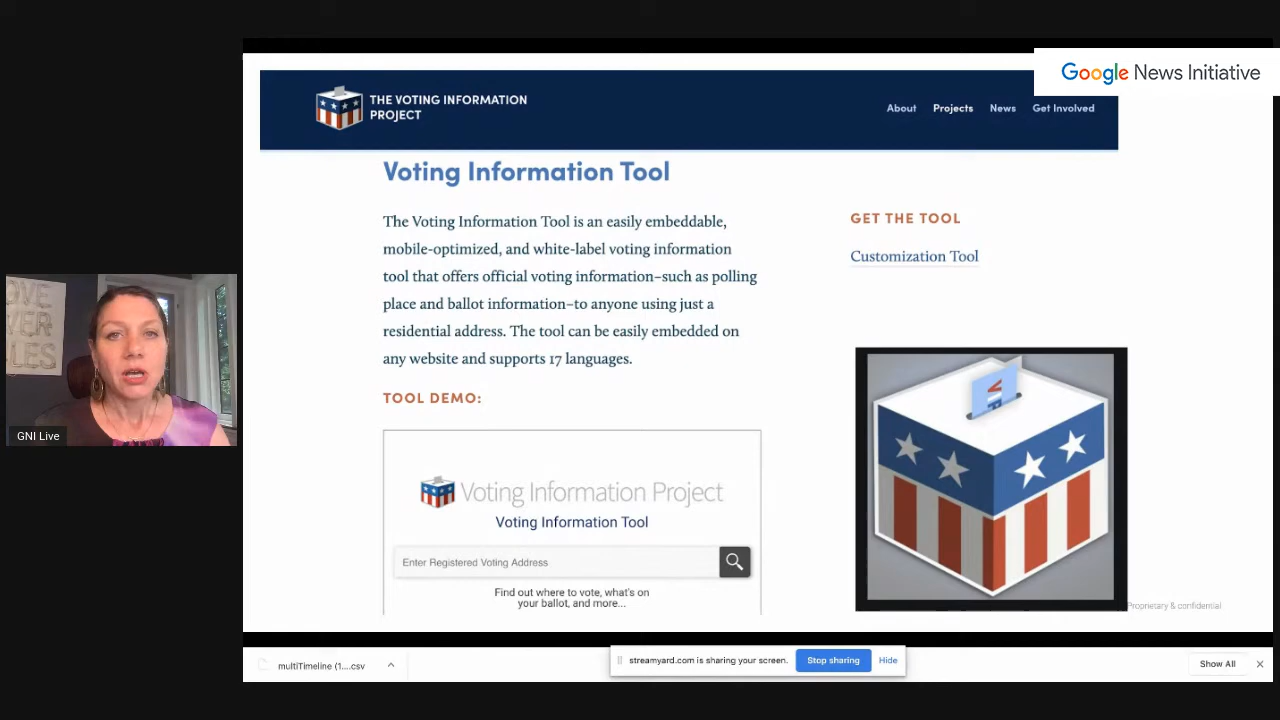 Google News Initiative
THE VOTING INFORMATION
PROJECT
About Projects News Get Involved
Voting Information Tool
The Voting Information Tool is an easily embeddable,
mobile-optimized, and white-label voting information
tool that offers official voting information–such as polling
place and ballot information–to anyone using just a
residential address. The tool can be easily embedded on
any website and supports 17 languages.
TOOL DEMO:
Voting Information Project
Voting Information Tool
Enter Registered Voting Address
Find out where to vote, what's on
your ballot, and more...
GET THE TOOL
Customization Tool
Proprietary & confidential
GNI Live
multiTimeline (1....csv
streamyard.com is sharing your screen.
Stop sharing
Hide
Show All